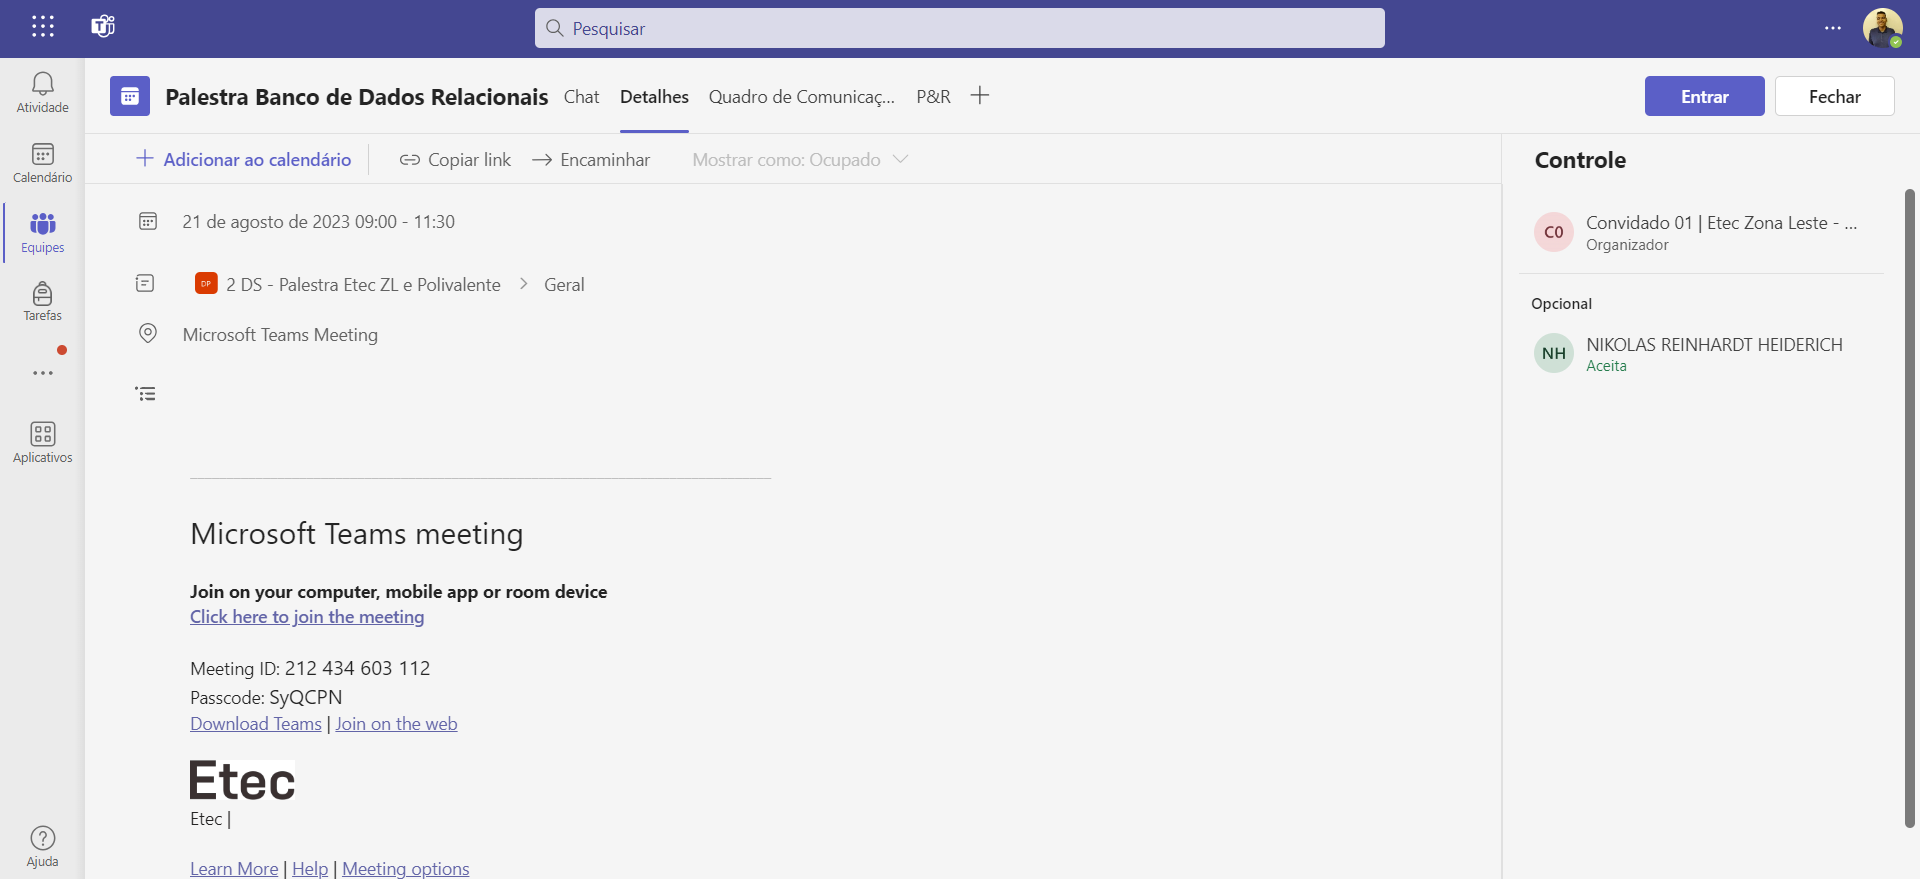 Pesquisar
Atividade
Calendário
Equipes
Tarefas
Aplicativos
Ajuda
Palestra Banco de Dados Relacionais
Chat
Detalhes
Quadro de Comunicaç...
P&R
Entrar
Fechar
Adicionar ao calendário
Copiar link
Encaminhar
Mostrar como: Ocupado
21 de agosto de 2023 09:00 - 11:30
DP 2 DS - Palestra Etec ZL e Polivalente > Geral
Microsoft Teams Meeting
Microsoft Teams meeting
Join on your computer, mobile app or room device
Click here to join the meeting
Meeting ID: 212 434 603 112
Passcode: SyQCPN
Download Teams | Join on the web
Etec
Etec |
Learn More | Help | Meeting options
Controle
C0
Convidado 01 | Etec Zona Leste - ...
Organizador
Opcional
NH
NIKOLAS REINHARDT HEIDERICH
Aceita